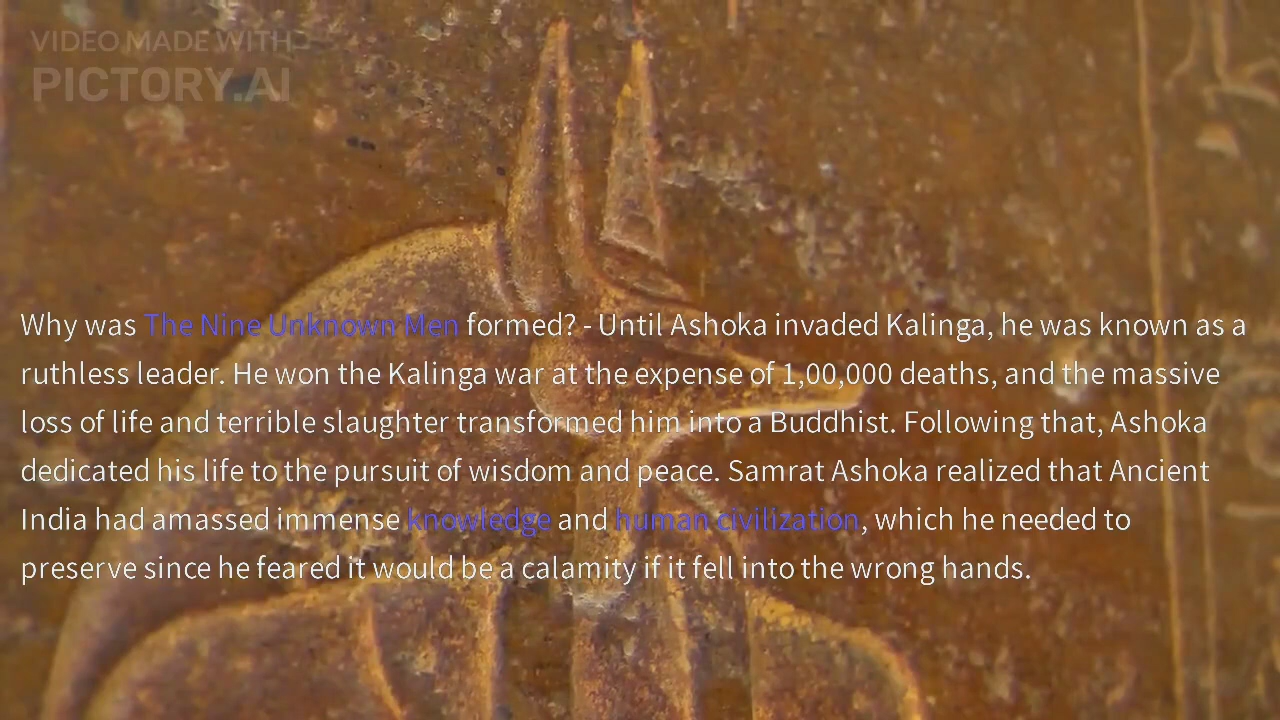 VIDEO MADE WITH
PICTORY.AI
Why was The Nine Unknown Men formed? - Until Ashoka invaded Kalinga, he was known as a
ruthless leader. He won the Kalinga war at the expense of 1,00,000 deaths, and the massive
loss of life and terrible slaughter transformed him into a Buddhist. Following that, Ashoka
dedicated his life to the pursuit of wisdom and peace. Samrat Ashoka realized that Ancient
India had amassed immense knowledge and human civilization, which he needed to
preserve since he feared it would be a calamity if it fell into the wrong hands.